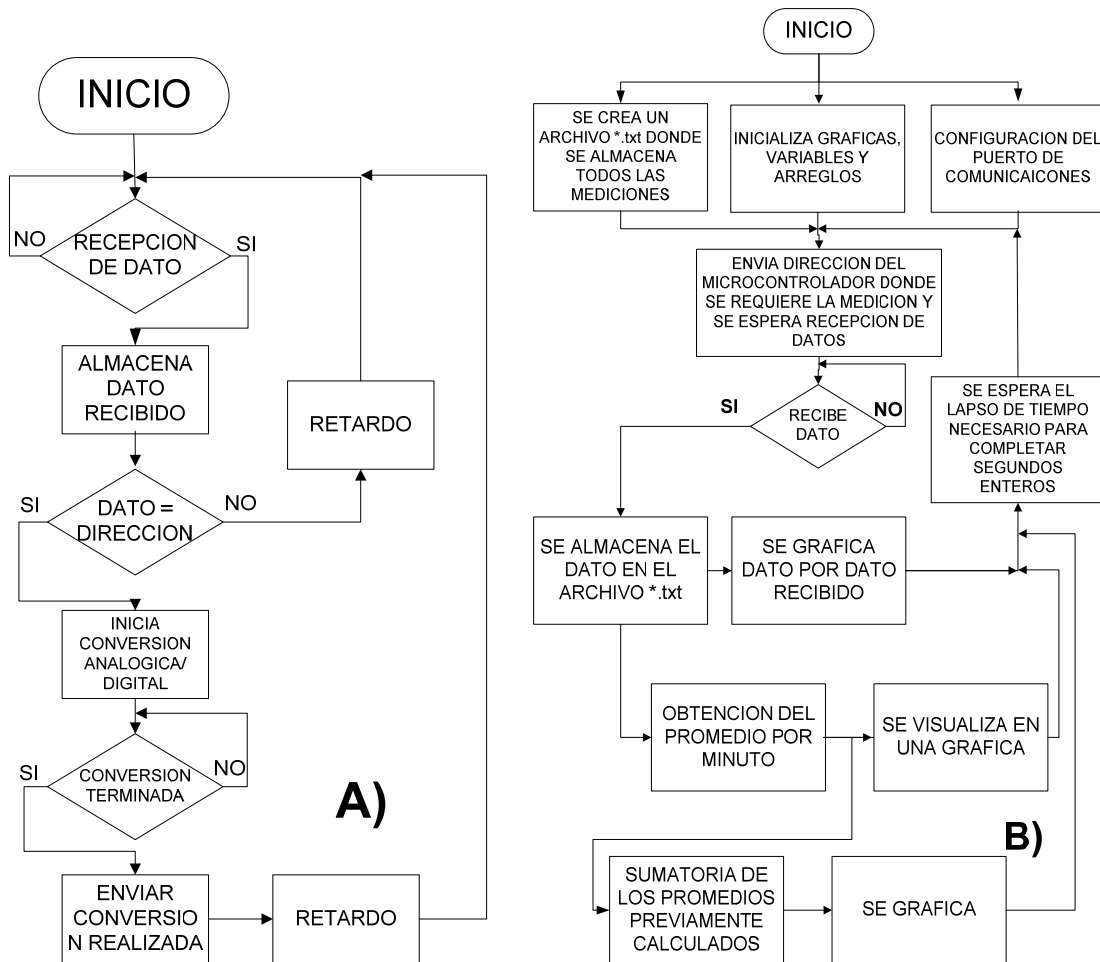 INICIO
NO
RECEPCION
DE DATO
SI
ALMACENA
DATO
RECIBIDO
RETARDO
SI
DATO =
DIRECCION
NO
INICIA
CONVERSION
ANALOGICA/
DIGITAL
SI
CONVERSION
TERMINADA
NO
A)
ENVIAR
CONVERSIO
N REALIZADA
RETARDO
INICIO
SE CREA UN
ARCHIVO *.txt DONDE
SE ALMACENA
TODOS LAS
MEDICIONES
INICIALIZA GRAFICAS,
VARIABLES Y
ARREGLOS
CONFIGURACION DEL
PUERTO DE
COMUNICAICONES
ENVIA DIRECCION DEL
MICROCONTROLADOR DONDE
SE REQUIERE LA MEDICION Y
SE ESPERA RECEPCION DE
DATOS
SI
RECIBE
DATO
NO
SE ESPERA EL
LAPSO DE TIEMPO
NECESARIO PARA
COMPLETAR
SEGUNDOS
ENTEROS
SE ALMACENA EL
DATO EN EL
ARCHIVO *.txt
SE GRAFICA
DATO POR DATO
RECIBIDO
OBTENCION DEL
PROMEDIO POR
MINUTO
SE VISUALIZA EN
UNA GRAFICA
B)
SUMATORIA DE
LOS PROMEDIOS
PREVIAMENTE
CALCULADOS
SE GRAFICA